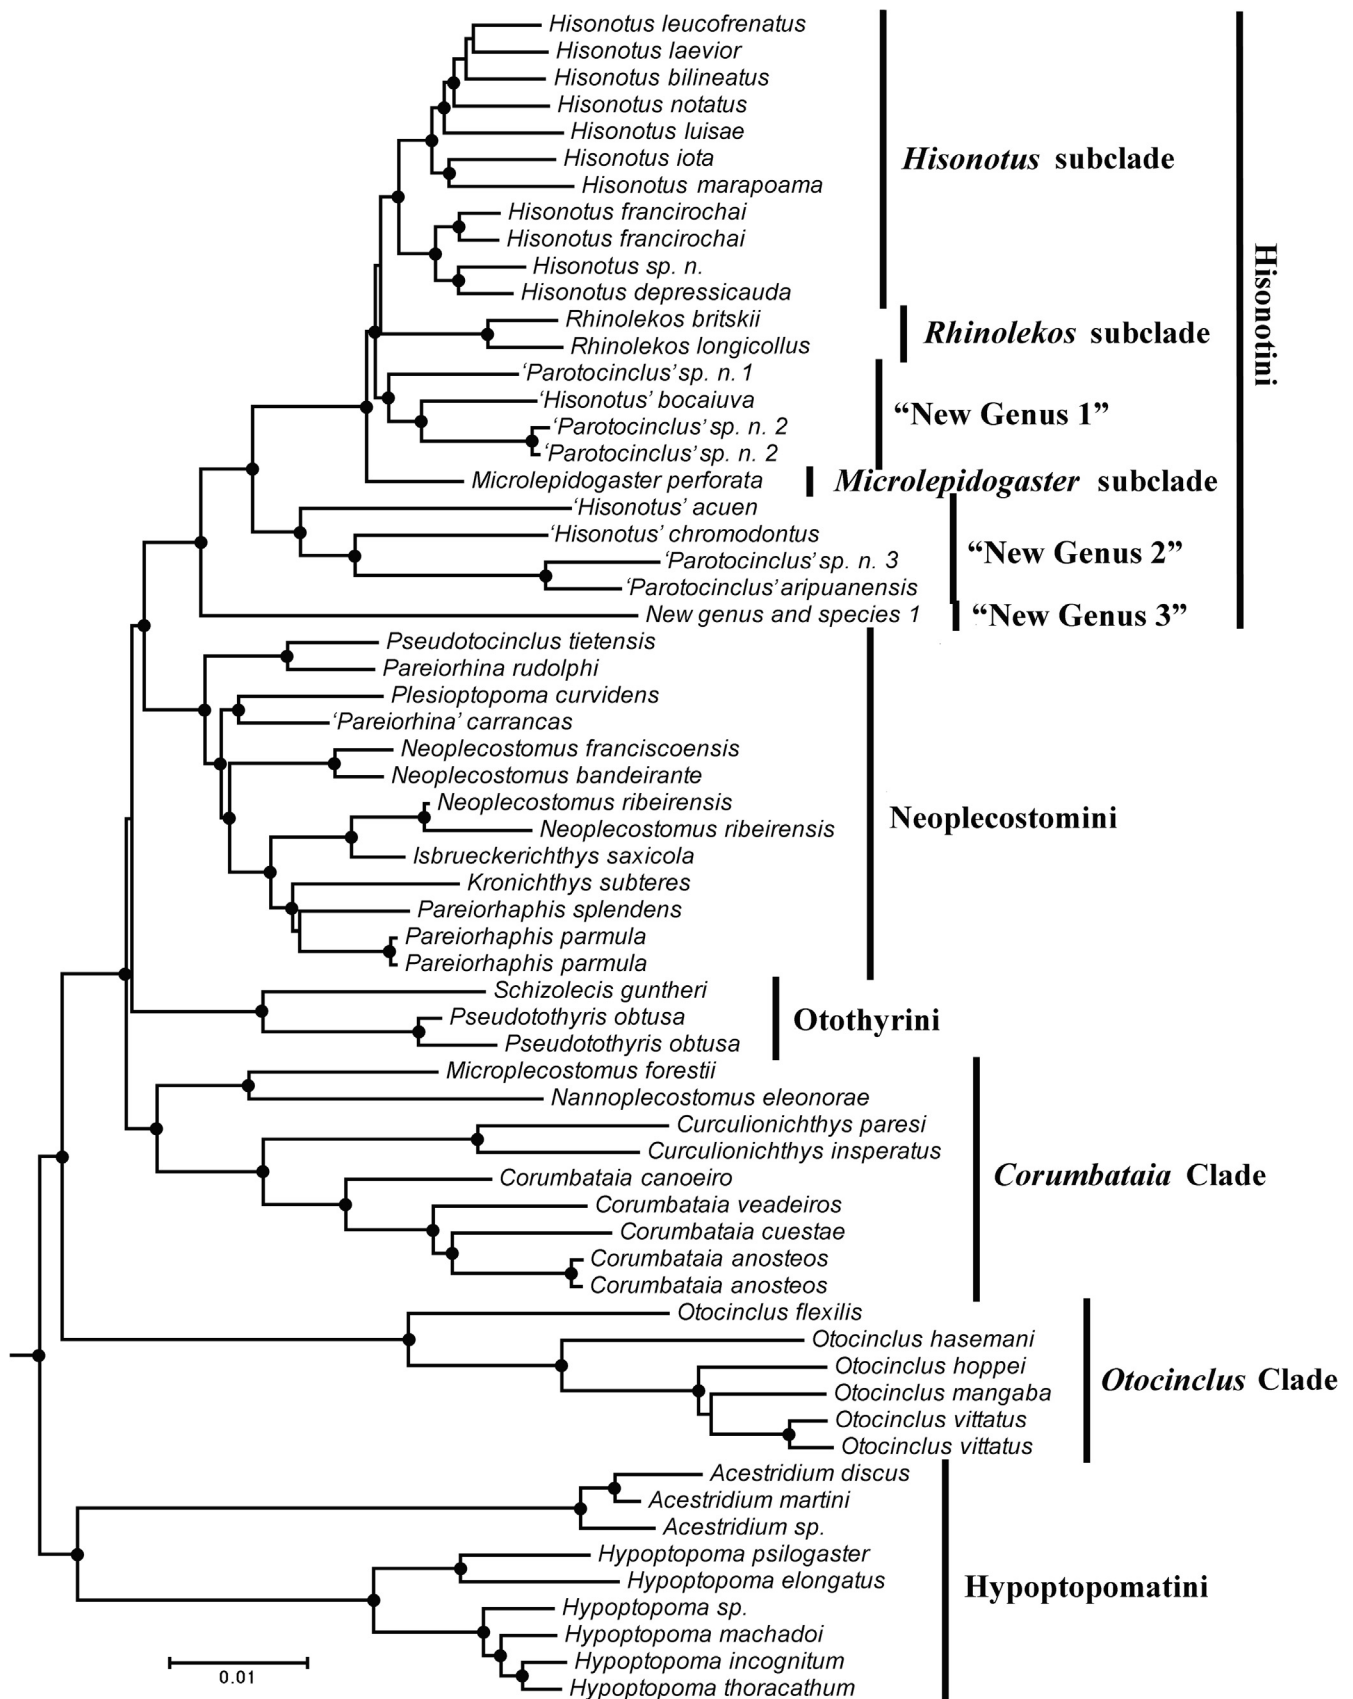 Hisonotus leucofrenatus
Hisonotus laevior
Hisonotus bilineatus
Hisonotus notatus
Hisonotus luisae
Hisonotus iota
Hisonotus marapoama
Hisonotus francirochai
Hisonotus francirochai
Hisonotus sp. n.
Hisonotus depressicauda
Hisonotus subclade
Rhinolekos britskii
Rhinolekos longicollus
Rhinolekos subclade
Hisonotini
‘Parotocinclus’ sp. n. 1
‘Hisonotus’ bocaiuva
‘Parotocinclus’ sp. n. 2
‘Parotocinclus’ sp. n. 2
“New Genus 1”
Microlepidogaster perforata
Microlepidogaster subclade
‘Hisonotus’ acuen
‘Hisonotus’ chromodontus
‘Parotocinclus’ sp. n. 3
‘Parotocinclus’ aripuanensis
“New Genus 2”
New genus and species 1
“New Genus 3”
Pseudotocinclus tietensis
Pareiorhina rudolphi
Plesioptopoma curvidens
‘Pareiorhina’ carrancas
Neoplecostomus franciscoensis
Neoplecostomus bandeirante
Neoplecostomus ribeirensis
Neoplecostomus ribeirensis
Isbrueckerichthys saxicola
Kronichthys subteres
Pareiorhaphis splendens
Pareiorhaphis parmula
Pareiorhaphis parmula
Neoplecostomini
Schizolecis guntheri
Pseudotothyris obtusa
Pseudotothyris obtusa
Otothyrini
Microplecostomus forestii
Nannoplecostomus eleonorae
Curculionichthys paresi
Curculionichthys insperatus
Corumbataia canoeiro
Corumbataia veadeiros
Corumbataia cuestae
Corumbataia anosteos
Corumbataia anosteos
Corumbataia Clade
Otocinclus flexilis
Otocinclus hasemani
Otocinclus hoppei
Otocinclus mangaba
Otocinclus vittatus
Otocinclus vittatus
Otocinclus Clade
Acestridium discus
Acestridium martini
Acestridium sp.
Hypoptopoma psilogaster
Hypoptopoma elongatus
Hypoptopoma sp.
Hypoptopoma machadoi
Hypoptopoma incognitum
Hypoptopoma thoracathum
Hypoptopomatini
0.01